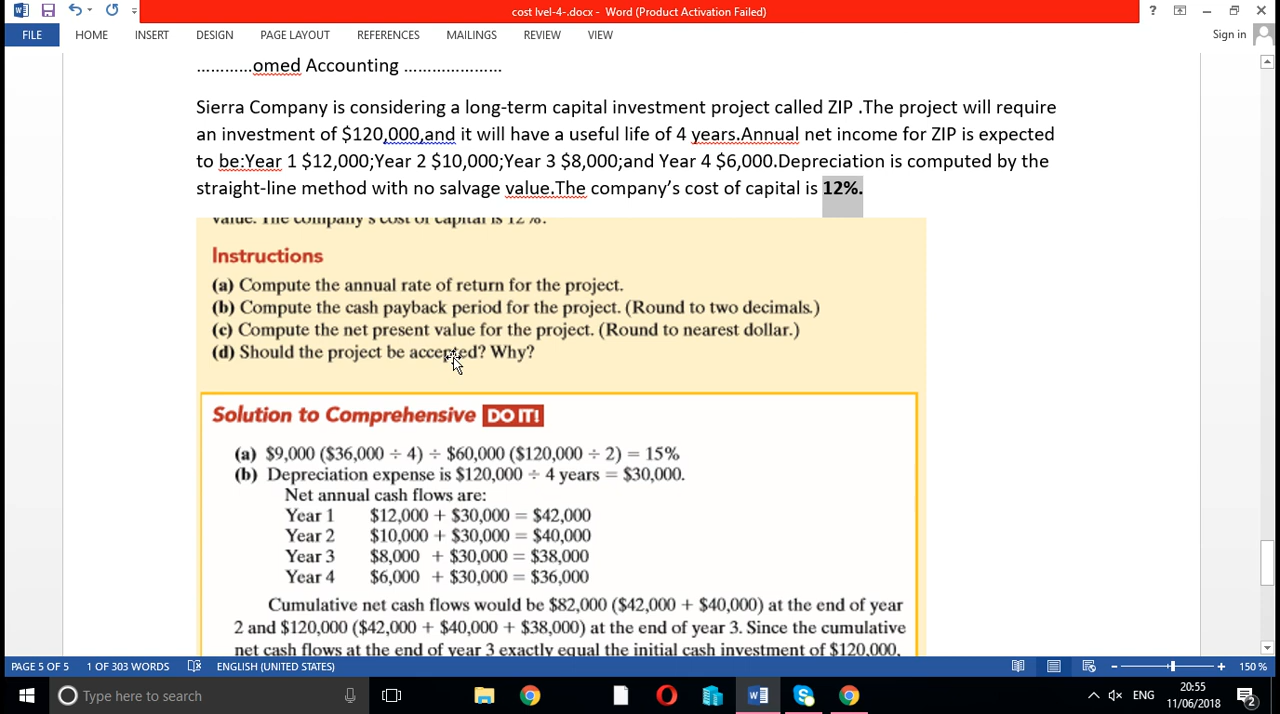 cost lvel-4-.docx - Word (Product Activation Failed)
FILE HOME INSERT DESIGN PAGE LAYOUT REFERENCES MAILINGS REVIEW VIEW Sign in
…………omed Accounting …………………
Sierra Company is considering a long-term capital investment project called ZIP .The project will require
an investment of $120,000,and it will have a useful life of 4 years.Annual net income for ZIP is expected
to be:Year 1 $12,000;Year 2 $10,000;Year 3 $8,000;and Year 4 $6,000.Depreciation is computed by the
straight-line method with no salvage value.The company’s cost of capital is 12%.
value. The company's cost of capital is 12%.
Instructions
(a) Compute the annual rate of return for the project.
(b) Compute the cash payback period for the project. (Round to two decimals.)
(c) Compute the net present value for the project. (Round to nearest dollar.)
(d) Should the project be accepted? Why?
Solution to Comprehensive DO IT!
(a) $9,000 ($36,000 ÷ 4) ÷ $60,000 ($120,000 ÷ 2) = 15%
(b) Depreciation expense is $120,000 ÷ 4 years = $30,000.
Net annual cash flows are:
Year 1 $12,000 + $30,000 = $42,000
Year 2 $10,000 + $30,000 = $40,000
Year 3 $8,000 + $30,000 = $38,000
Year 4 $6,000 + $30,000 = $36,000
Cumulative net cash flows would be $82,000 ($42,000 + $40,000) at the end of year
2 and $120,000 ($42,000 + $40,000 + $38,000) at the end of year 3. Since the cumulative
net cash flows at the end of year 3 exactly equal the initial cash investment of $120,000,
PAGE 5 OF 5 1 OF 303 WORDS ENGLISH (UNITED STATES) 150 %
Type here to search ENG 20:55
11/06/2018 2